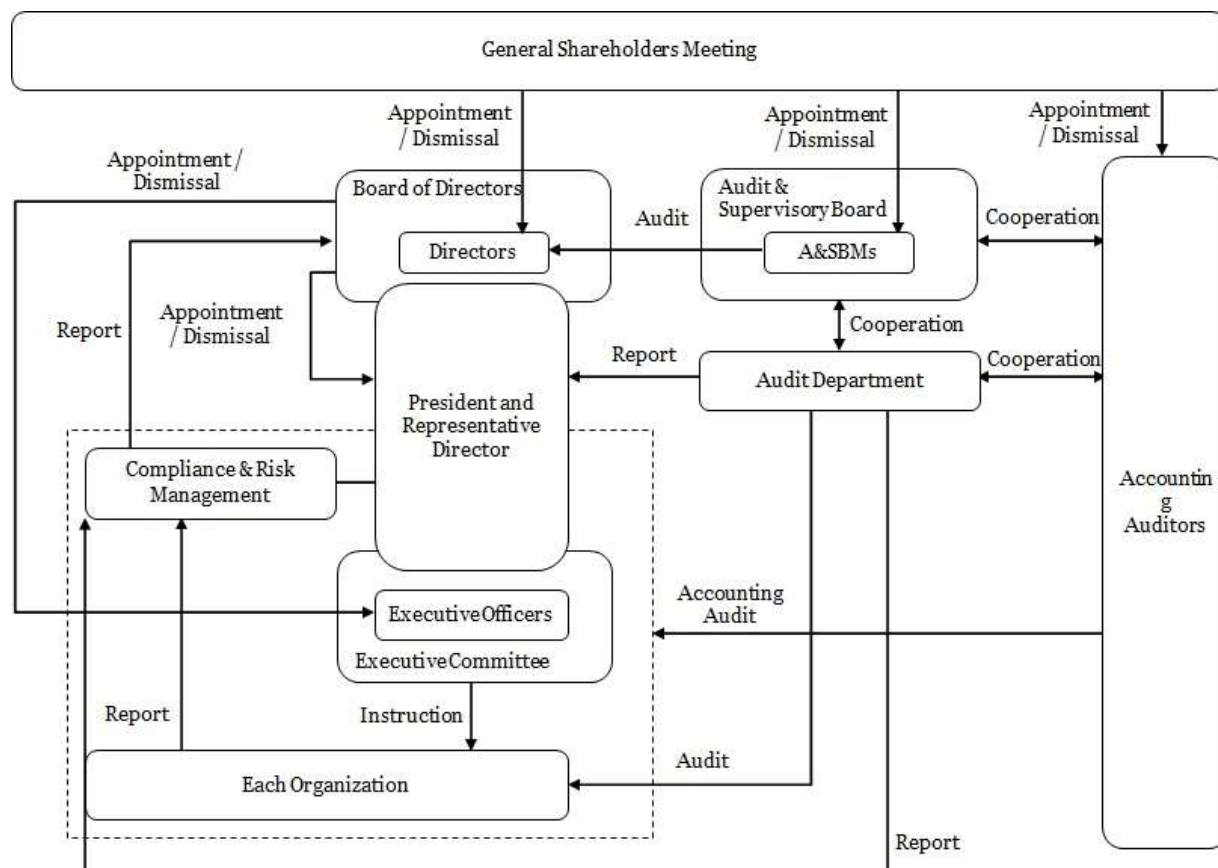 General Shareholders Meeting
Appointment
/ Dismissal
Appointment
/ Dismissal
Appointment
/ Dismissal
Appointment /
Dismissal
Board of Directors
Audit &
Supervisory Board
Audit
Cooperation
Directors
A&SBMs
Report
Appointment
/ Dismissal
Cooperation
Report
Cooperation
Audit Department
President and
Representative
Director
Compliance & Risk
Management
Accountin
g
Auditors
Executive Officers
Accounting
Audit
Executive Committee
Report
Instruction
Each Organization
Audit
Report